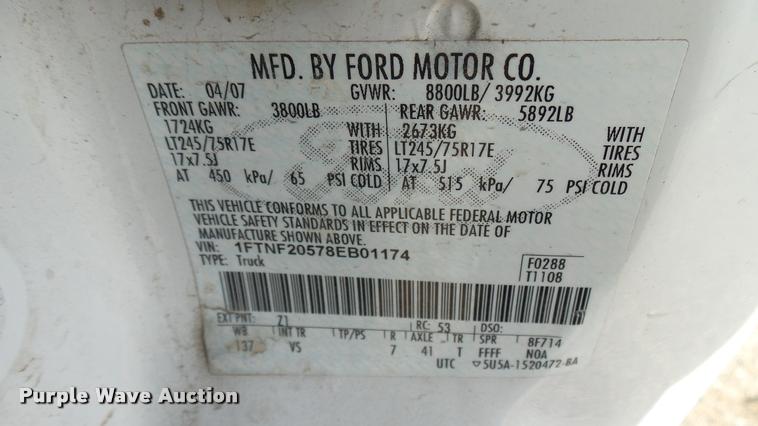 MFD. BY FORD MOTOR CO.
DATE: 04/07 GVWR: 8800LB/ 3992KG
FRONT GAWR: 3800LB REAR GAWR: 5892LB
1724KG WITH 2673KG WITH
LT245/75R17E TIRES LT245/75R17E TIRES
17x7.5J RIMS 17x7.5J RIMS
AT 450 kPa/ 65 PSI COLD AT 515 kPa/ 75 PSI COLD
THIS VEHICLE CONFORMS TO ALL APPLICABLE FEDERAL MOTOR
VEHICLE SAFETY STANDARDS IN EFFECT ON THE DATE OF
MANUFACTURE SHOWN ABOVE.
VIN: 1FTNF20578EB01174
TYPE: Truck
F0288
T1108
EXT PNT: Z1 RC: 53 DSO:
WB INT TR TP/PS R AXLE TR SPR 8F714
137 VS 7 41 T FFFF N0A
UTC ▽5U5A-1520472-BA
Purple Wave Auction